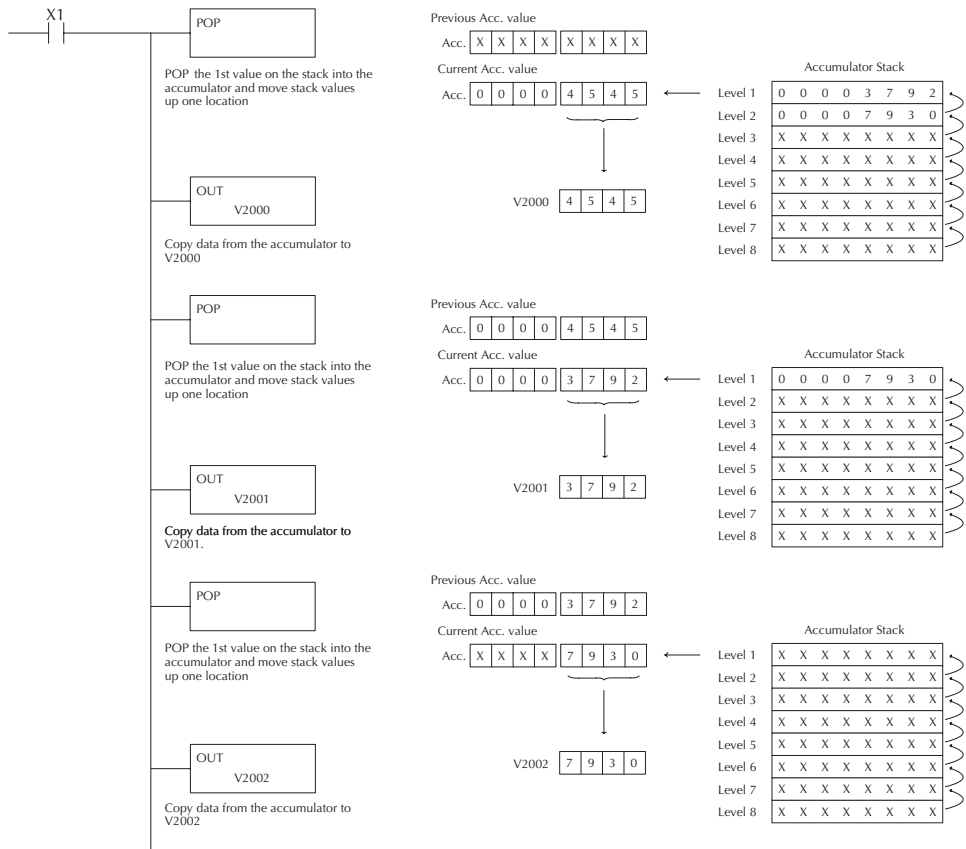 X1
POP
POP the 1st value on the stack into the
accumulator and move stack values
up one location
Previous Acc. value
Acc. X X X X X X X X
Current Acc. value
Acc. 0 0 0 0 4 5 4 5
Accumulator Stack
Level 1 0 0 0 0 3 7 9 2
Level 2 0 0 0 0 7 9 3 0
Level 3 X X X X X X X X
Level 4 X X X X X X X X
Level 5 X X X X X X X X
Level 6 X X X X X X X X
Level 7 X X X X X X X X
Level 8 X X X X X X X X
OUT
V2000
Copy data from the accumulator to
V2000
V2000 4 5 4 5
POP
POP the 1st value on the stack into the
accumulator and move stack values
up one location
Previous Acc. value
Acc. 0 0 0 0 4 5 4 5
Current Acc. value
Acc. 0 0 0 0 3 7 9 2
Accumulator Stack
Level 1 0 0 0 0 7 9 3 0
Level 2 X X X X X X X X
Level 3 X X X X X X X X
Level 4 X X X X X X X X
Level 5 X X X X X X X X
Level 6 X X X X X X X X
Level 7 X X X X X X X X
Level 8 X X X X X X X X
OUT
V2001
Copy data from the accumulator to
V2001.
V2001 3 7 9 2
POP
POP the 1st value on the stack into the
accumulator and move stack values
up one location
Previous Acc. value
Acc. 0 0 0 0 3 7 9 2
Current Acc. value
Acc. X X X X 7 9 3 0
Accumulator Stack
Level 1 X X X X X X X X
Level 2 X X X X X X X X
Level 3 X X X X X X X X
Level 4 X X X X X X X X
Level 5 X X X X X X X X
Level 6 X X X X X X X X
Level 7 X X X X X X X X
Level 8 X X X X X X X X
OUT
V2002
Copy data from the accumulator to
V2002
V2002 7 9 3 0